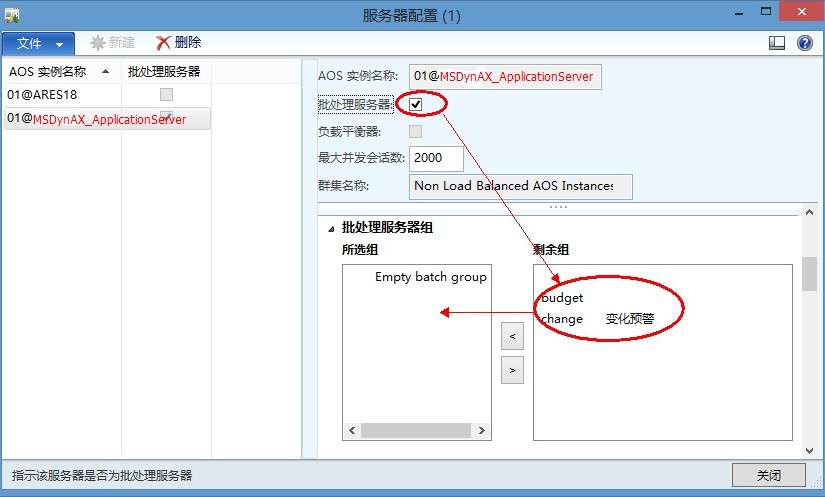 服务器配置 (1)
文件 新建 删除
AOS 实例名称 批处理服务器
01@ARES18
01@MSDynAX_ApplicationServer
AOS 实例名称: 01@MSDynAX_ApplicationServer
批处理服务器:
负载平衡器:
最大并发会话数: 2000
群集名称: Non Load Balanced AOS Instances
批处理服务器组
所选组 剩余组
Empty batch group
budget
change 变化预警
<
>
指示该服务器是否为批处理服务器 关闭